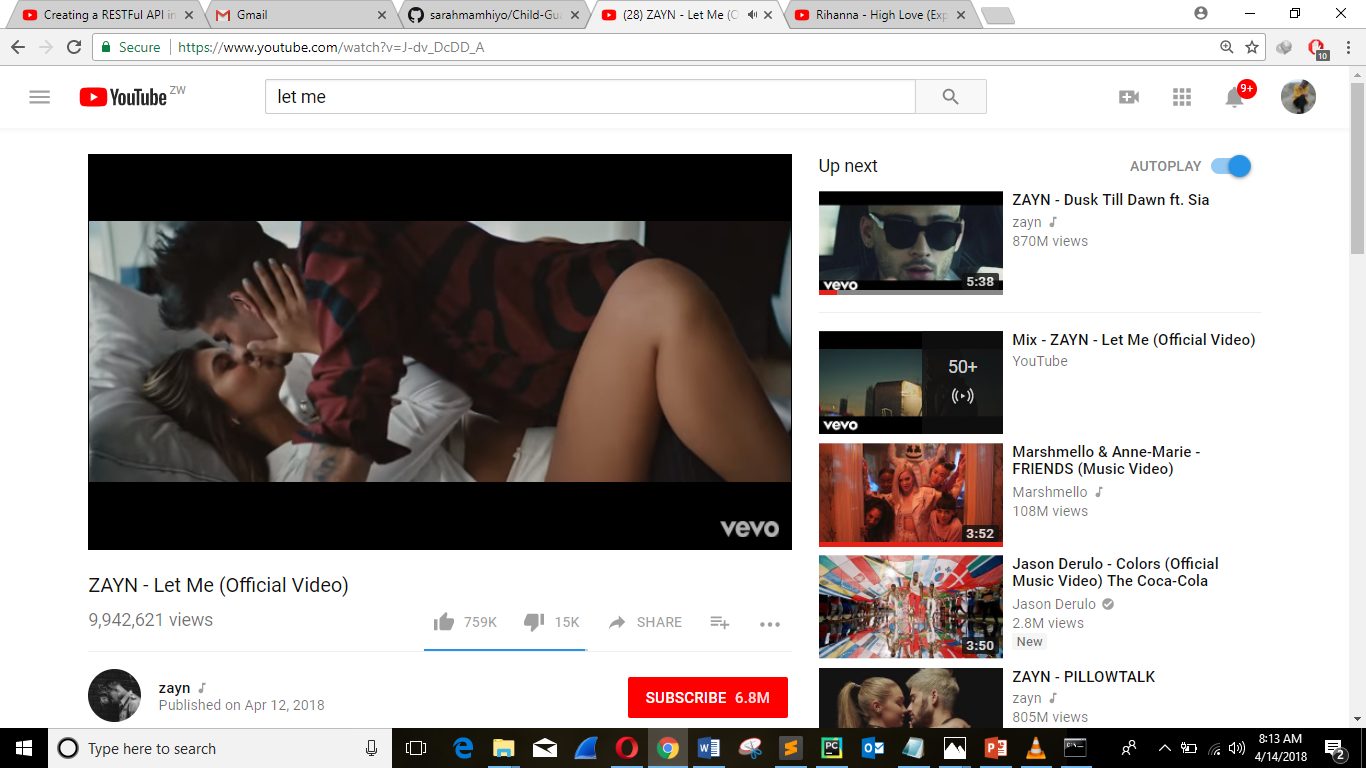 Creating a RESTFul API in
Gmail
sarahmamhiyo/Child-Gua
(28) ZAYN - Let Me (O
Rihanna - High Love (Exp
Secure
https://www.youtube.com/watch?v=J-dv_DcDD_A
10
YouTube ZW
let me
9+
vevo
ZAYN - Let Me (Official Video)
9,942,621 views
759K
15K
SHARE
zayn
Published on Apr 12, 2018
SUBSCRIBE 6.8M
Up next
AUTOPLAY
vevo
5:38
ZAYN - Dusk Till Dawn ft. Sia
zayn
870M views
50+
vevo
Mix - ZAYN - Let Me (Official Video)
YouTube
3:52
Marshmello & Anne-Marie -
FRIENDS (Music Video)
Marshmello
108M views
3:50
Jason Derulo - Colors (Official
Music Video) The Coca-Cola
Jason Derulo
2.8M views
New
ZAYN - PILLOWTALK
zayn
805M views
Type here to search
8:13 AM
4/14/2018
2